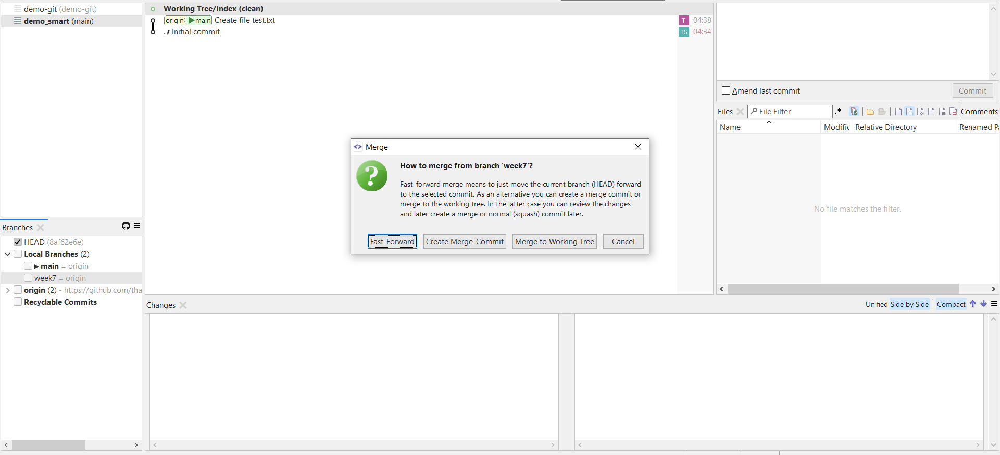 demo-git (demo-git)
demo_smart (main)
Working Tree/Index (clean)
origin main Create file test.txt T 04:38
Initial commit TS 04:34
Amend last commit Commit
Files File Filter .* Comments
Name Modific Relative Directory Renamed Pa
No file matches the filter.
Merge
How to merge from branch 'week7'?
Fast-forward merge means to just move the current branch (HEAD) forward
to the selected commit. As an alternative you can create a merge commit or
merge to the working tree. In the latter case you can review the changes
and later create a merge or normal (squash) commit later.
Fast-Forward Create Merge-Commit Merge to Working Tree Cancel
Branches
HEAD (8af62e6e)
Local Branches (2)
main = origin
week7 = origin
origin (2) - https://github.com/tha
Recyclable Commits
Changes Unified Side by Side Compact